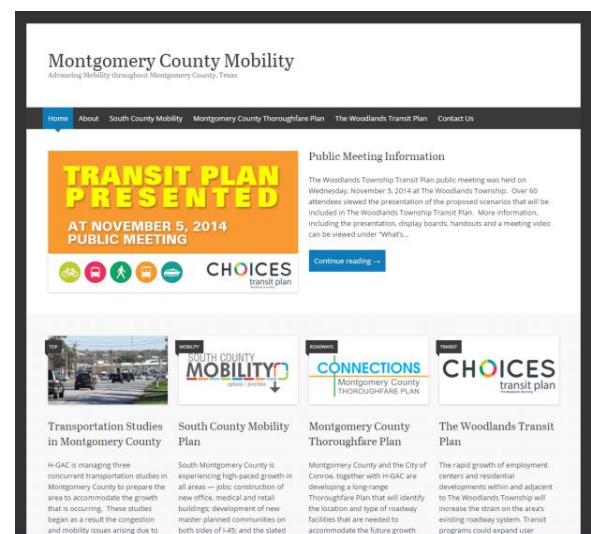 Montgomery County Mobility
Advancing Mobility throughout Montgomery County, Texas
Home About South County Mobility Montgomery County Thoroughfare Plan The Woodlands Transit Plan Contact Us
TRANSIT PLAN
PRESENTED
AT NOVEMBER 5, 2014
PUBLIC MEETING
CHOICES
transit plan
Public Meeting Information
The Woodlands Township Transit Plan public meeting was held on
Wednesday, November 3, 2014 at The Woodlands Township. Over 60
attendees viewed the presentation of the proposed scenarios that will be
included in The Woodlands Township Transit Plan. More information,
including the presentation, display boards, handouts and a meeting video
can be viewed under "What's...
Continue reading →
TOP
Transportation Studies
in Montgomery County
H-GAC is managing three
concurrent transportation studies in
Montgomery County to prepare the
area to accommodate the growth
that is occurring. These studies
began as a result the congestion
and mobility issues arising due to
MOBILITY
SOUTH COUNTY
MOBILITY
options + priorities
South County Mobility
Plan
South Montgomery County is
experiencing high-paced growth in
all areas — jobs; construction of
new office, medical and retail
buildings; development of new
master planned communities on
both sides of I-45; and the slated
ROADWAYS
CONNECTIONS
Montgomery County
THOROUGHFARE PLAN
Montgomery County
Thoroughfare Plan
Montgomery County and the City of
Conroe, together with H-GAC are
developing a long-range
Thoroughfare Plan that will identify
the location and type of roadway
facilities that are needed to
accommodate the future growth
TRANSIT
CHOICES
transit plan
The Woodlands Transit
Plan
The rapid growth of employment
centers and residential
developments within and adjacent
to The Woodlands Township will
increase the strain on the area's
existing roadway system. Transit
programs could expand user